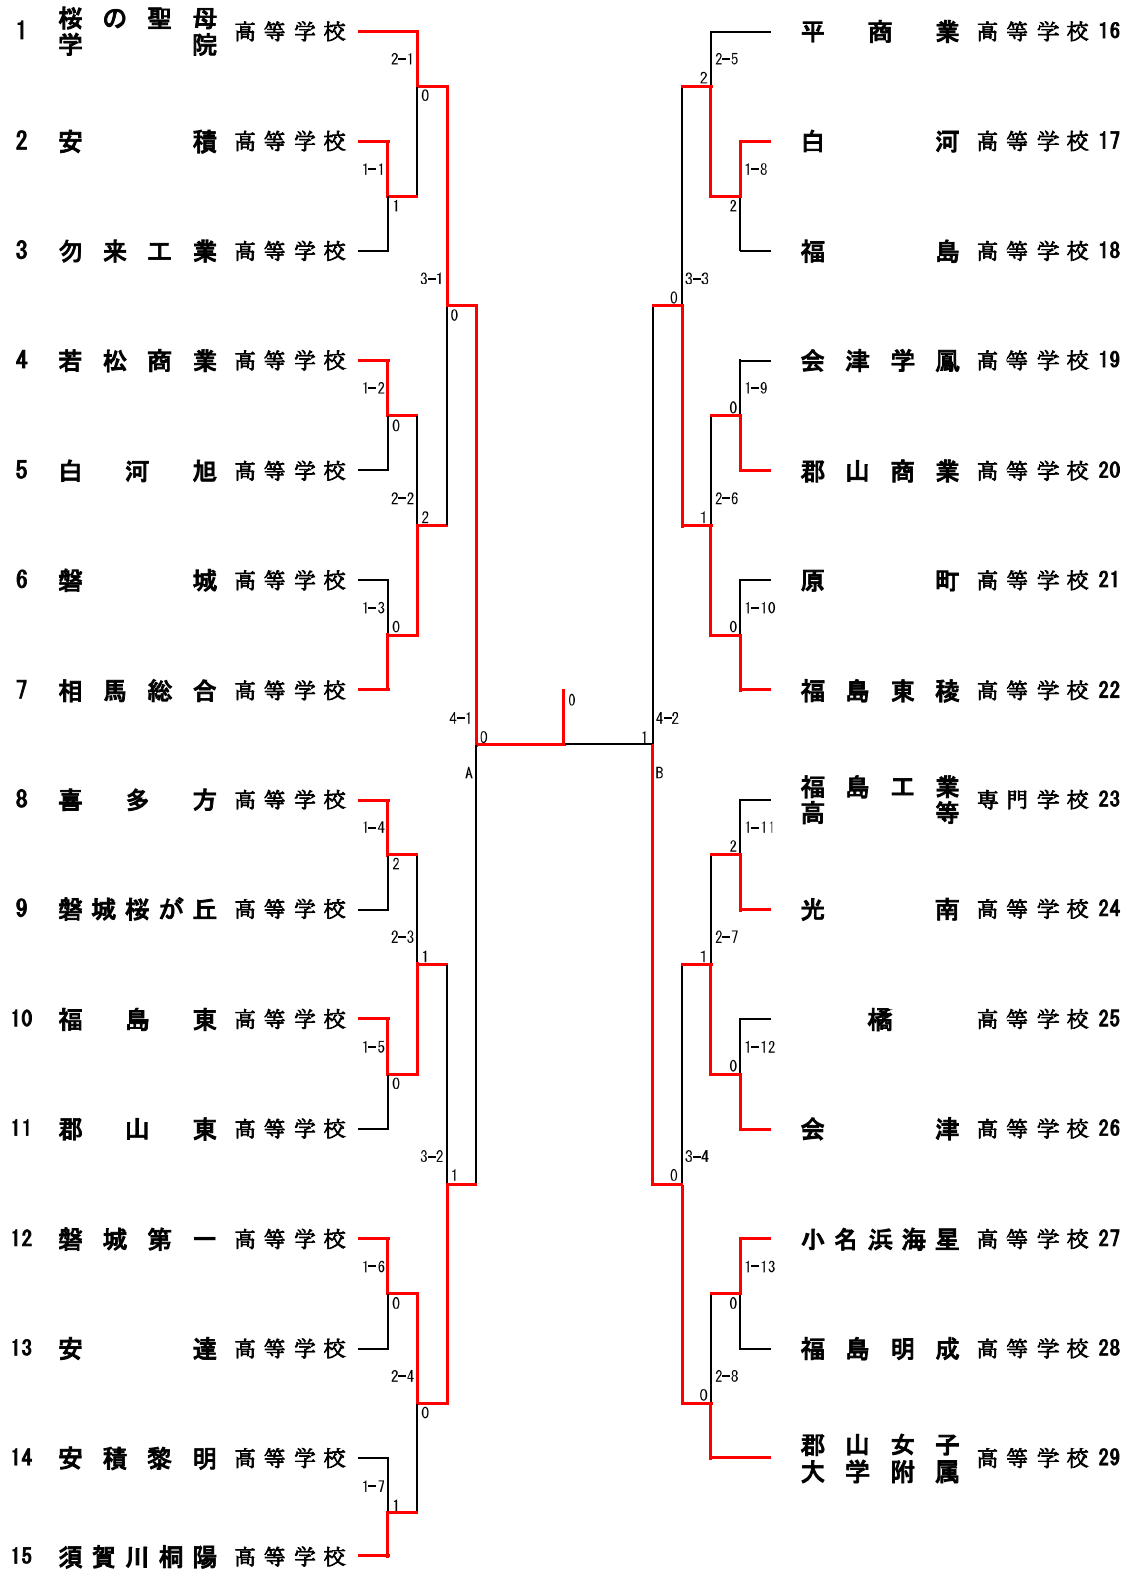 1 桜の聖母学院 高等学校
2-1
0
2 安積 高等学校
1-1
1
3 勿来工業 高等学校
3-1
0
4 若松商業 高等学校
1-2
0
5 白河旭 高等学校
2-2
2
6 磐城 高等学校
1-3
0
7 相馬総合 高等学校
4-1
0
A
8 喜多方 高等学校
1-4
2
9 磐城桜が丘 高等学校
2-3
1
10 福島東 高等学校
1-5
0
11 郡山東 高等学校
3-2
1
12 磐城第一 高等学校
1-6
0
13 安達 高等学校
2-4
0
14 安積黎明 高等学校
1-7
1
15 須賀川桐陽 高等学校
0
平商業 高等学校 16
2-5
2
白河 高等学校 17
1-8
2
福島 高等学校 18
3-3
0
会津学鳳 高等学校 19
1-9
0
郡山商業 高等学校 20
2-6
1
原町 高等学校 21
1-10
0
福島東稜 高等学校 22
4-2
1
B
福島工業高等 専門学校 23
1-11
2
光南 高等学校 24
2-7
1
橘 高等学校 25
1-12
0
会津 高等学校 26
3-4
0
小名浜海星 高等学校 27
1-13
0
福島明成 高等学校 28
2-8
0
郡山女子大学附属 高等学校 29